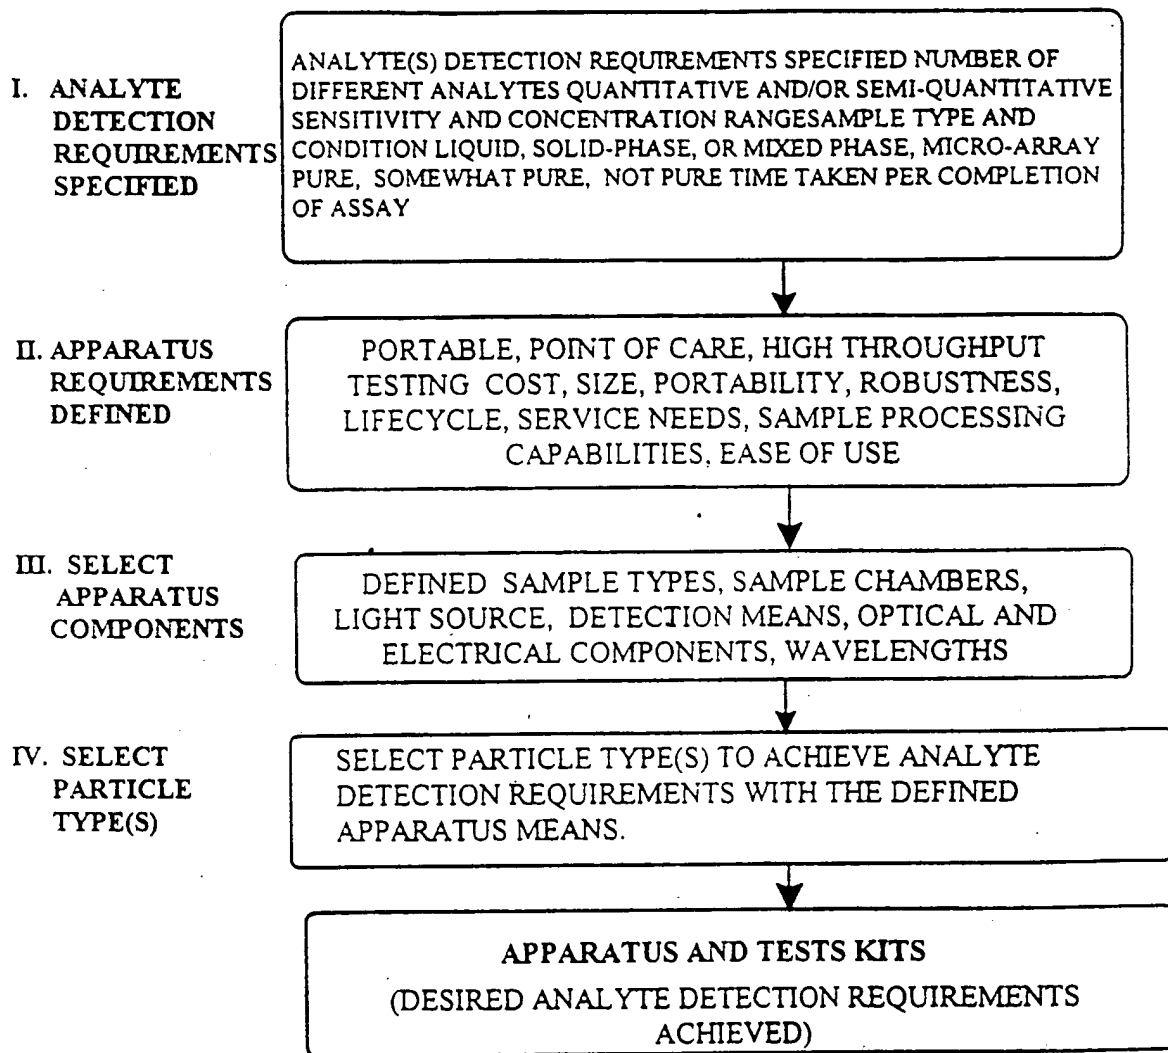 I. ANALYTE
DETECTION
REQUIREMENTS
SPECIFIED
ANALYTE(S) DETECTION REQUIREMENTS SPECIFIED NUMBER OF
DIFFERENT ANALYTES QUANTITATIVE AND/OR SEMI-QUANTITATIVE
SENSITIVITY AND CONCENTRATION RANGESAMPLE TYPE AND
CONDITION LIQUID, SOLID-PHASE, OR MIXED PHASE, MICRO-ARRAY
PURE, SOMEWHAT PURE, NOT PURE TIME TAKEN PER COMPLETION
OF ASSAY
II. APPARATUS
REQUIREMENTS
DEFINED
PORTABLE, POINT OF CARE, HIGH THROUGHPUT
TESTING COST, SIZE, PORTABILITY, ROBUSTNESS,
LIFECYCLE, SERVICE NEEDS, SAMPLE PROCESSING
CAPABILITIES, EASE OF USE
III. SELECT
APPARATUS
COMPONENTS
DEFINED SAMPLE TYPES, SAMPLE CHAMBERS,
LIGHT SOURCE, DETECTION MEANS, OPTICAL AND
ELECTRICAL COMPONENTS, WAVELENGTHS
IV. SELECT
PARTICLE
TYPE(S)
SELECT PARTICLE TYPE(S) TO ACHIEVE ANALYTE
DETECTION REQUIREMENTS WITH THE DEFINED
APPARATUS MEANS.
APPARATUS AND TESTS KITS
(DESIRED ANALYTE DETECTION REQUIREMENTS
ACHIEVED)